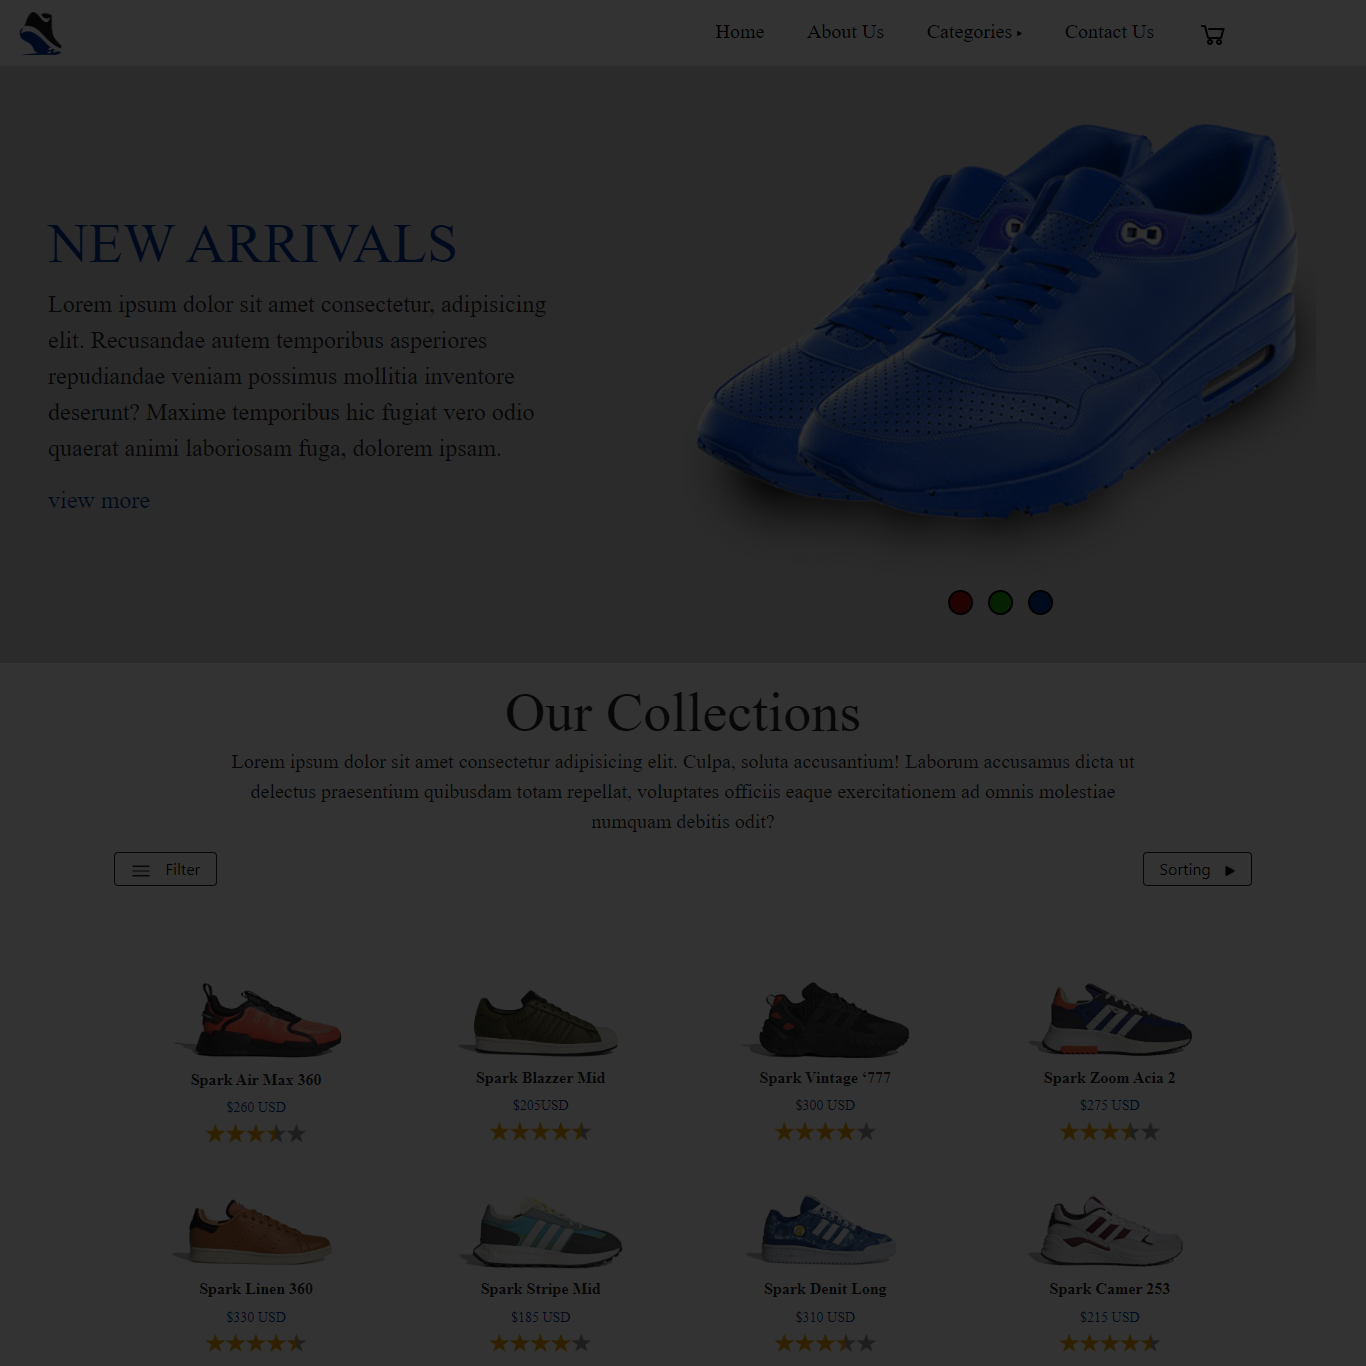 Home About Us Categories ▸ Contact Us
NEW ARRIVALS
Lorem ipsum dolor sit amet consectetur, adipisicing
elit. Recusandae autem temporibus asperiores
repudiandae veniam possimus mollitia inventore
deserunt? Maxime temporibus hic fugiat vero odio
quaerat animi laboriosam fuga, dolorem ipsam.
view more
Our Collections
Lorem ipsum dolor sit amet consectetur adipisicing elit. Culpa, soluta accusantium! Laborum accusamus dicta ut
delectus praesentium quibusdam totam repellat, voluptates officiis eaque exercitationem ad omnis molestiae
numquam debitis odit?
Filter Sorting ▶
Spark Air Max 360 Spark Blazzer Mid Spark Vintage ‘777 Spark Zoom Acia 2
$260 USD $205USD $300 USD $275 USD
Spark Linen 360 Spark Stripe Mid Spark Denit Long Spark Camer 253
$330 USD $185 USD $310 USD $215 USD